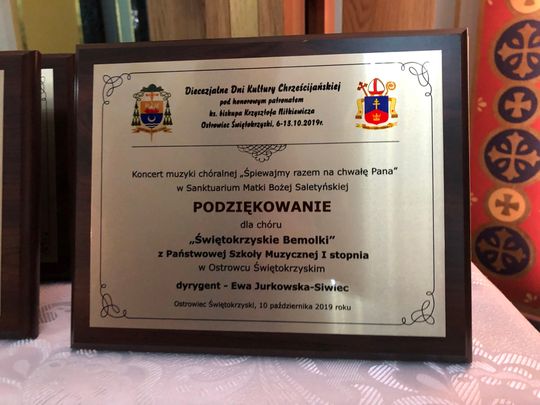 Diecezjalne Dni Kultury Chrześcijańskiej
pod honorowym patronatem
ks. biskupa Krzysztofa Nitkiewicza
Ostrowiec Świętokrzyski, 6-13.10.2019r.
Koncert muzyki chóralnej „Śpiewajmy razem na chwałę Pana"
w Sanktuarium Matki Bożej Saletyńskiej
PODZIĘKOWANIE
dla chóru
„Świętokrzyskie Bemolki"
z Państwowej Szkoły Muzycznej I stopnia
w Ostrowcu Świętokrzyskim
dyrygent - Ewa Jurkowska-Siwiec
Ostrowiec Świętokrzyski, 10 października 2019 roku